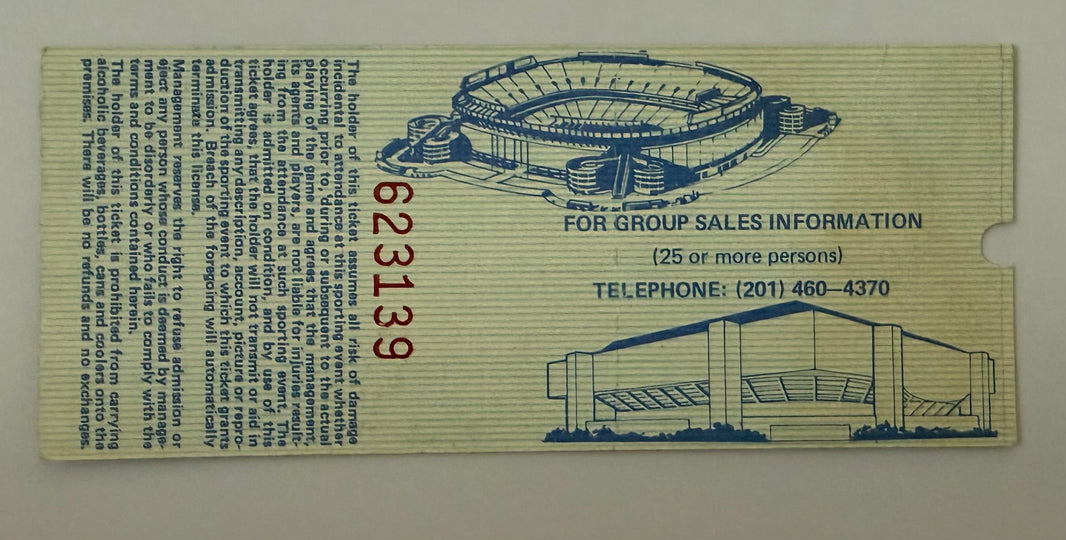 The holder of this ticket assumes all risk of damage
incidental to attendance at this sporting event whether
occurring prior to, during or subsequent to the actual
playing of the game and agrees that the management,
its agents and players, are not liable for injuries result-
ing from the attendance at such sporting event. The
holder is admitted on condition, and by use of this
ticket agrees, that the holder will not transmit or aid in
transmitting any description, account, picture or repro-
duction of the sporting event to which this ticket grants
admission. Breach of the foregoing will automatically
terminate this license.
Management reserves the right to refuse admission or
eject any person whose conduct is deemed by manage-
ment to be disorderly or who fails to comply with the
terms and conditions contained herein.
The holder of this ticket is prohibited from carrying
alcoholic beverages, bottles, cans and coolers onto the
premises. There will be no refunds and no exchanges.
623139
FOR GROUP SALES INFORMATION
(25 or more persons)
TELEPHONE: (201) 460–4370